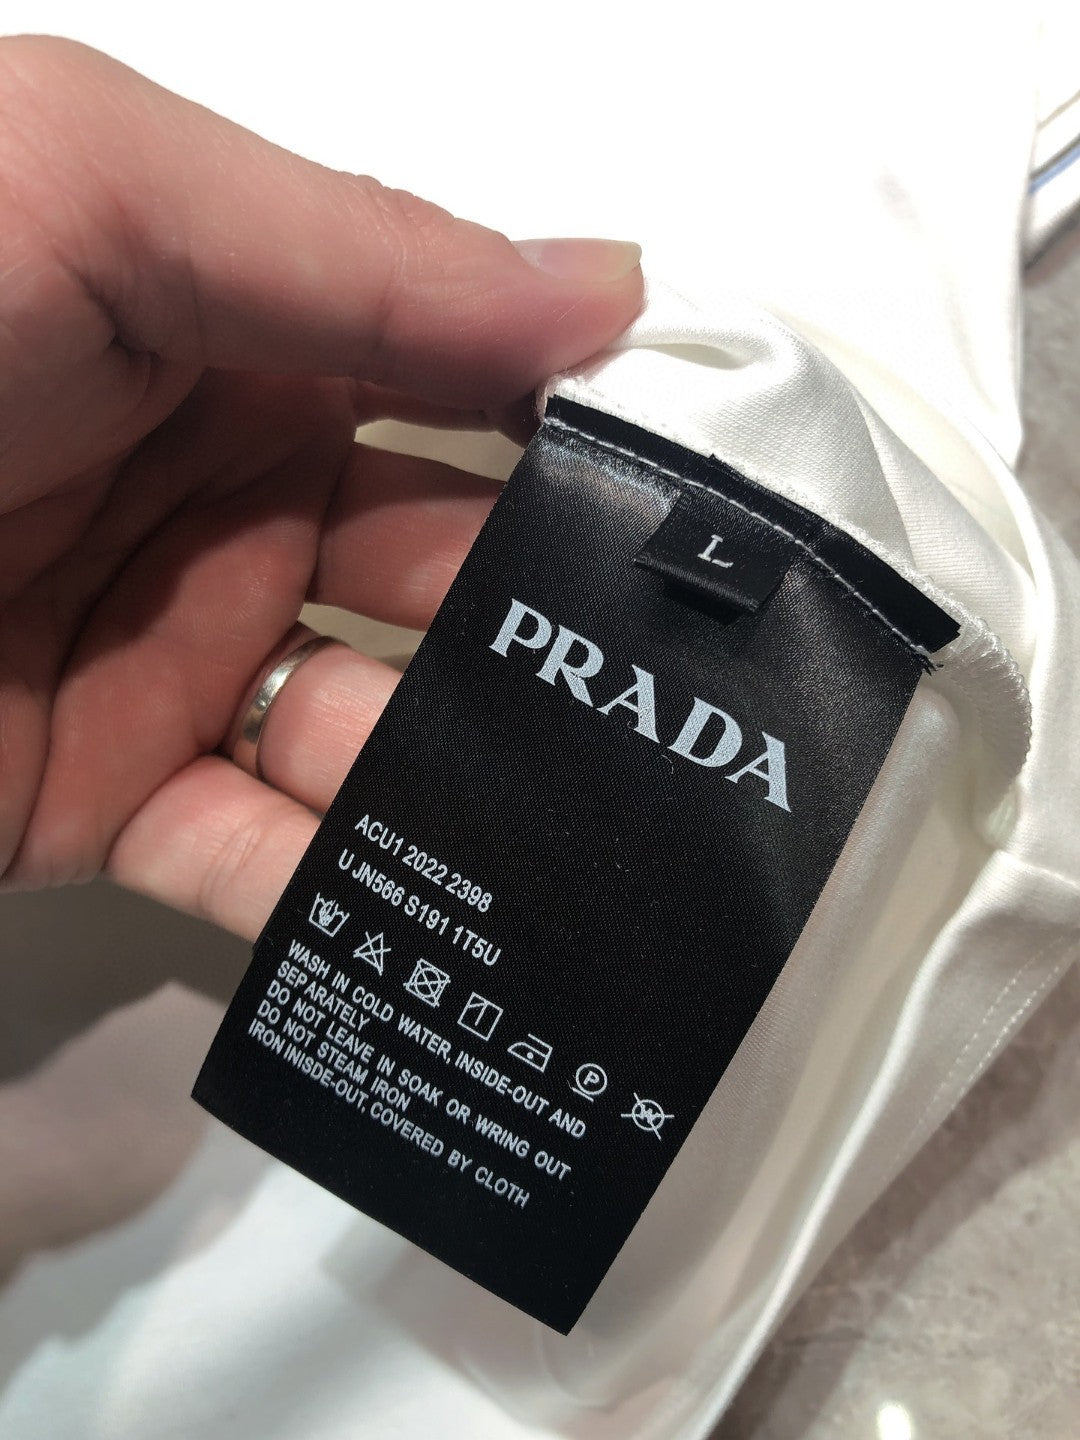 L
PRADA
ACU1 2022 2398
U JN566 S191 1T5U
P
W
WASH IN COLD WATER, INSIDE-OUT AND
SEPARATELY
DO NOT LEAVE IN SOAK OR WRING OUT
DO NOT STEAM IRON
IRON INISDE-OUT, COVERED BY CLOTH